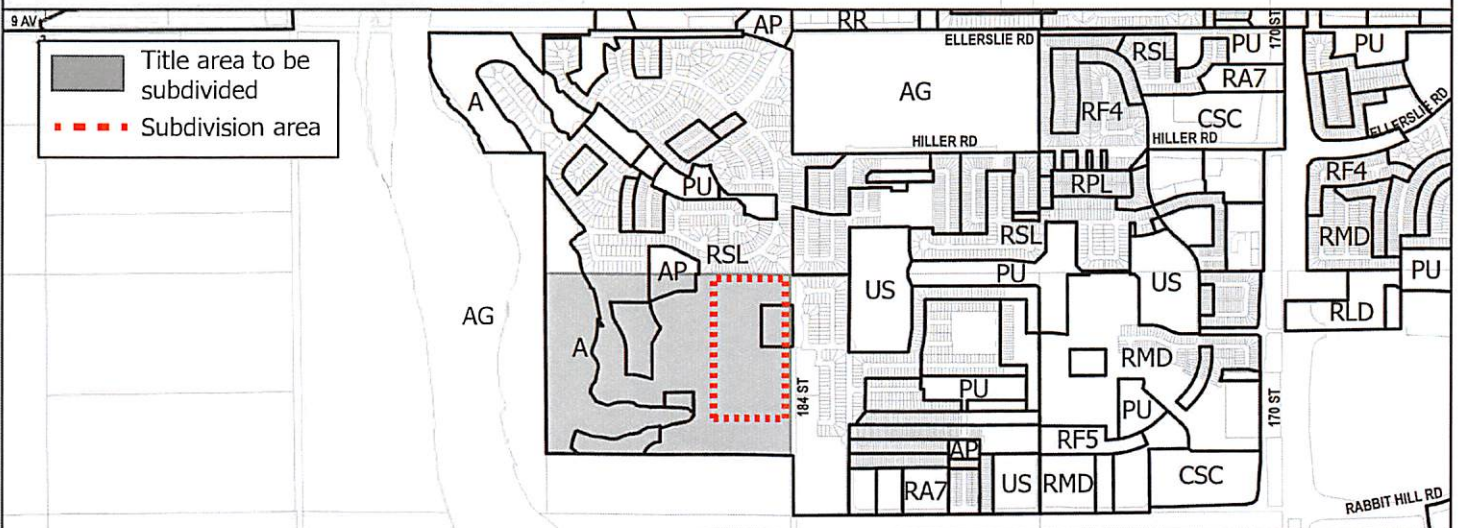 9 AV
Title area to be
subdivided
Subdivision area
AP
RR
ELLERSLIE RD
170 ST
PU
PU
RSL
RA7
A
AG
RF4
CSC
ELLERSLIE RD
HILLER RD
HILLER RD
PU
RPL
RF4
RMD
RSL
RSL
AP
PU
US
US
PU
AG
RLD
A
RMD
184 ST
PU
PU
170 ST
RF5
AP
RA7
US
RMD
CSC
RABBIT HILL RD